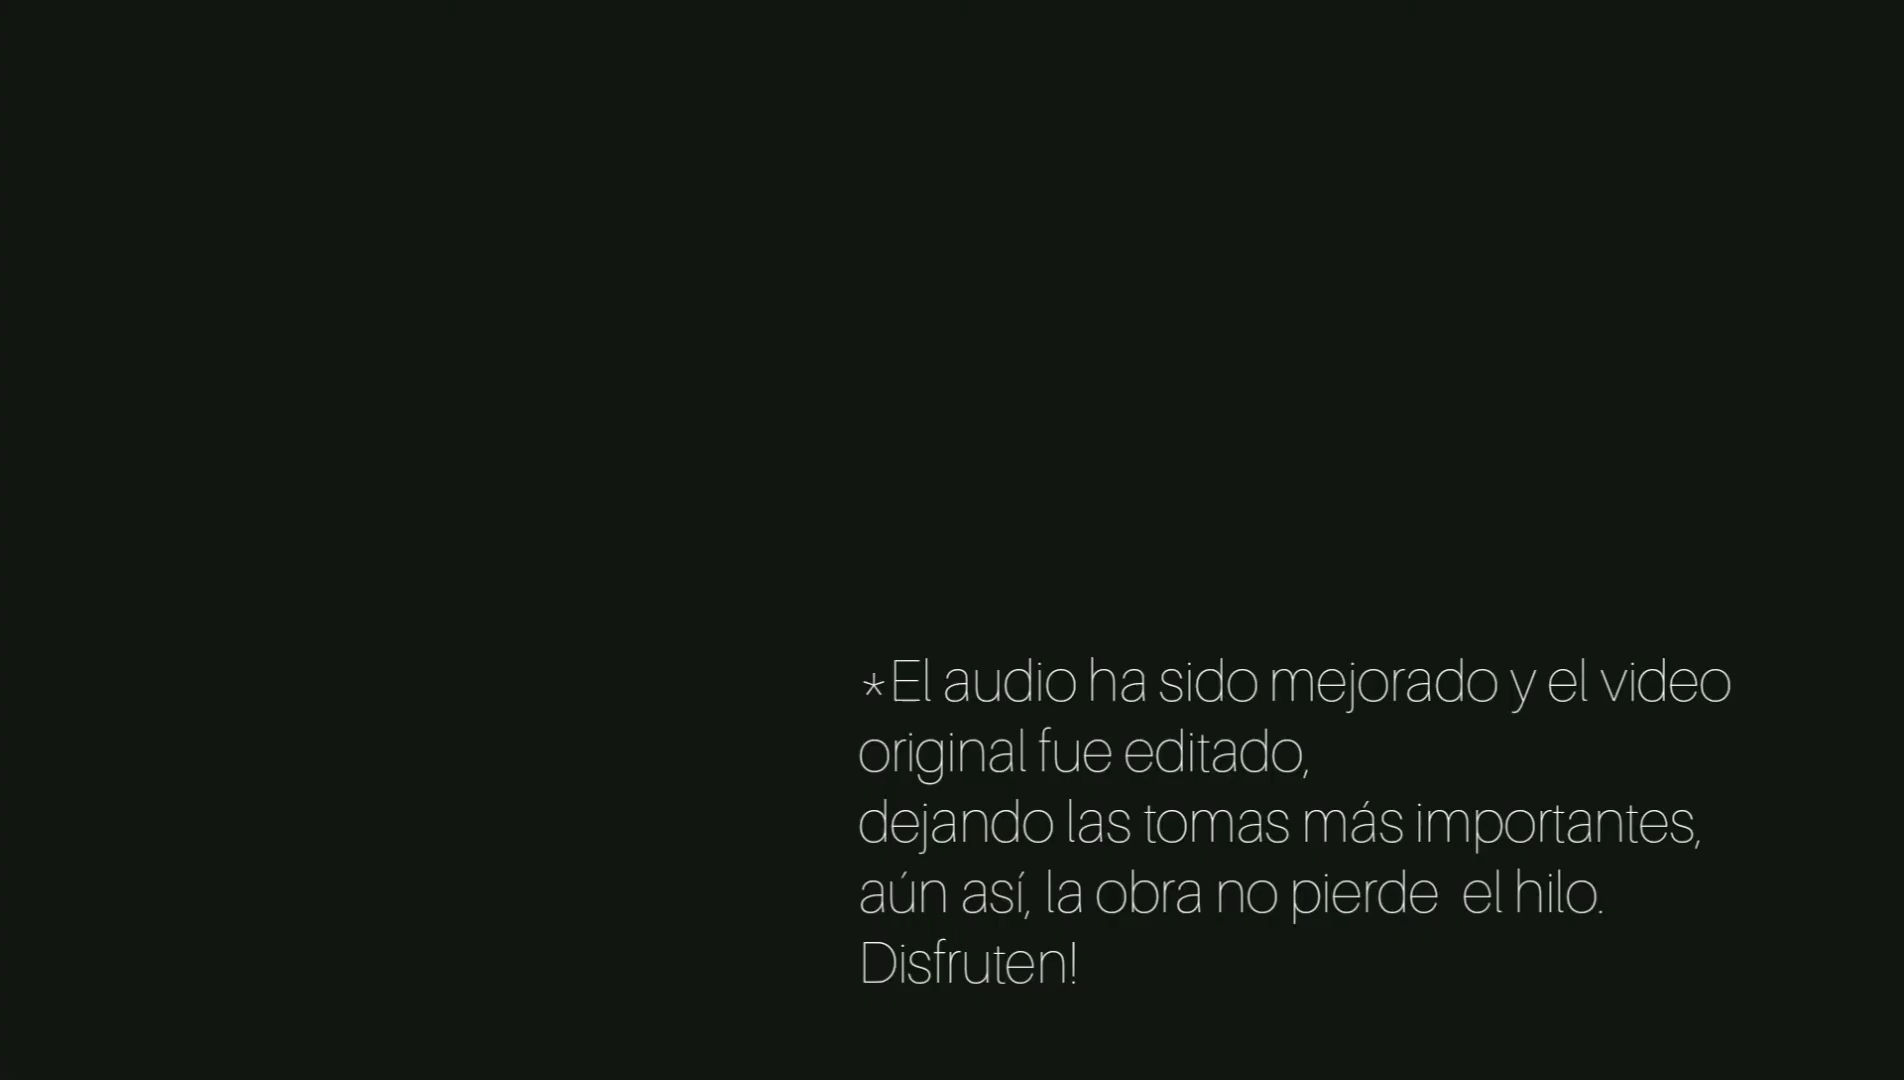 *El audio ha sido mejorado y el video
original fue editado,
dejando las tomas más importantes,
aún así, la obra no pierde  el hilo.
Disfruten!